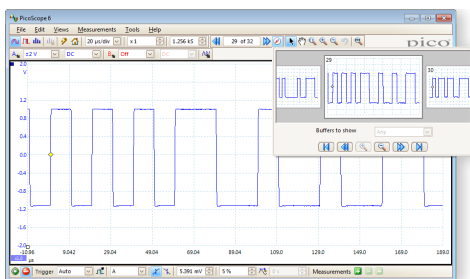 PicoScope 6
File Edit Views Measurements Tools Help
20 µs/div x 1 1.256 kS 29 of 32 pico
A ±2 V DC B Off DC
2.0
V
1.2
0.8
0.4
0.0
-0.4
-0.8
-1.2
-1.6
-2.0
-10.96 9.042 29.04 49.04 69.04 89.04 109.0 129.0 149.0 169.0 189.0
µs
29
30
Buffers to show Any
Trigger Auto A 5.391 mV 5 % 0 s Measurements